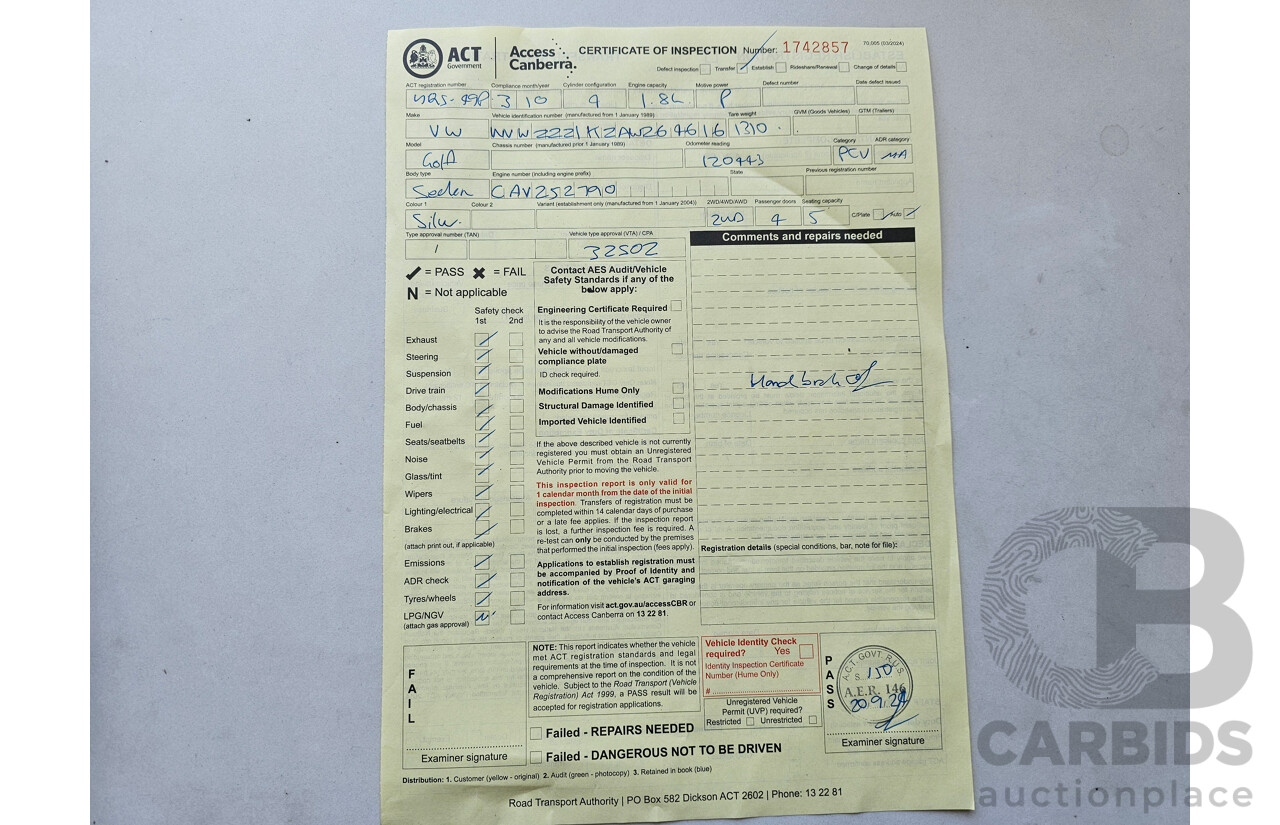 ACT Government
Access Canberra.
CERTIFICATE OF INSPECTION Number: 1742857
70,005 (03/2024)
Defect inspection Transfer Establish Rideshare/Renewal Change of details
ACT registration number Compliance month/year Cylinder configuration Engine capacity Motive power Defect number Date defect issued
3 10 4 1.8L P
Make Vehicle identification number (manufactured from 1 January 1989) Tare weight GVM (Goods Vehicles) GTM (Trailers)
VW WVWZZZ1KZAW264616 1310
Model Chassis number (manufactured prior 1 January 1989) Odometer reading Category ADR category
Golf 120443 PCV MA
Body type Engine number (including engine prefix) State Previous registration number
Seden CAV252790
Colour 1 Colour 2 Variant (establishment only (manufactured from 1 January 2004)) 2WD/4WD/AWD Passenger doors Seating capacity
Silv. 2WD 4 5 C/Plate Auto
Type approval number (TAN) Vehicle type approval (VTA) / CPA
/ 32502
Comments and repairs needed
= PASS = FAIL
N = Not applicable
Safety check
1st 2nd
Exhaust
Steering
Suspension
Drive train
Body/chassis
Fuel
Seats/seatbelts
Noise
Glass/tint
Wipers
Lighting/electrical
Brakes
(attach print out, if applicable)
Emissions
ADR check
Tyres/wheels
LPG/NGV N
(attach gas approval)
Contact AES Audit/Vehicle
Safety Standards if any of the
below apply:
Engineering Certificate Required
It is the responsibility of the vehicle owner
to advise the Road Transport Authority of
any and all vehicle modifications.
Vehicle without/damaged
compliance plate
ID check required.
Modifications Hume Only
Structural Damage Identified
Imported Vehicle Identified
If the above described vehicle is not currently
registered you must obtain an Unregistered
Vehicle Permit from the Road Transport
Authority prior to moving the vehicle.
This inspection report is only valid for
1 calendar month from the date of the initial
inspection. Transfers of registration must be
completed within 14 calendar days of purchase
or a late fee applies. If the inspection report
is lost, a further inspection fee is required. A
re-test can only be conducted by the premises
that performed the initial inspection (fees apply).
Applications to establish registration must
be accompanied by Proof of Identity and
notification of the vehicle's ACT garaging
address.
For information visit act.gov.au/accessCBR or
contact Access Canberra on 13 22 81.
Registration details (special conditions, bar, note for file):
FAIL
Examiner signature
NOTE: This report indicates whether the vehicle
met ACT registration standards and legal
requirements at the time of inspection. It is not
a comprehensive report on the condition of the
vehicle. Subject to the Road Transport (Vehicle
Registration) Act 1999, a PASS result will be
accepted for registration applications.
Failed - REPAIRS NEEDED
Failed - DANGEROUS NOT TO BE DRIVEN
Vehicle Identity Check
required? Yes
Identity Inspection Certificate
Number (Hume Only)
#
Unregistered Vehicle
Permit (UVP) required?
Restricted Unrestricted
PASS
A.C.T. GOVT R.U.S
S. 150
A.E.R. 146
20.9.24
Examiner signature
Distribution: 1. Customer (yellow - original) 2. Audit (green - photocopy) 3. Retained in book (blue)
Road Transport Authority | PO Box 582 Dickson ACT 2602 | Phone: 13 22 81
CARBIDS
auctionplace